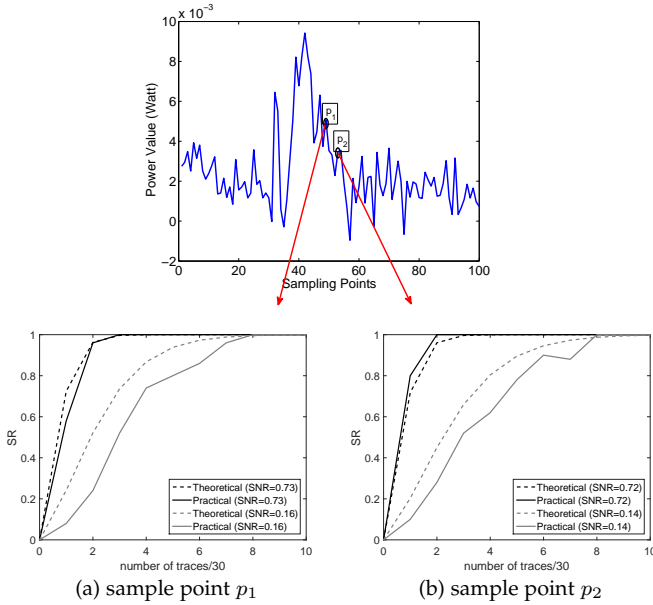 × 10⁻³
10
8
6
4
2
0
−2
Power Value (Watt)
p₁
p₂
0 20 40 60 80 100
Sampling Points
1
0.8
0.6
0.4
0.2
0
SR
Theoretical (SNR=0.73)
Practical (SNR=0.73)
Theoretical (SNR=0.16)
Practical (SNR=0.16)
0 2 4 6 8 10
number of traces/30
(a) sample point p₁
1
0.8
0.6
0.4
0.2
0
SR
Theoretical (SNR=0.72)
Practical (SNR=0.72)
Theoretical (SNR=0.14)
Practical (SNR=0.14)
0 2 4 6 8 10
number of traces/30
(b) sample point p₂